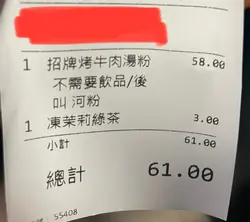 1 招牌烤牛肉湯粉 58.00
不需要飲品/後
叫 河粉
1 凍茉莉綠茶 3.00
小計 61.00
總計 61.00
: 55408